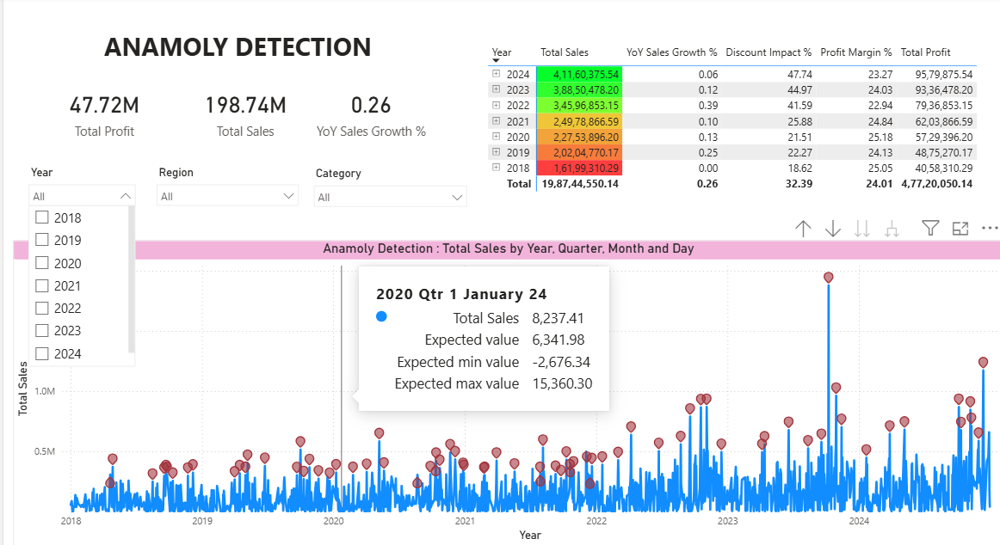 ANAMOLY DETECTION
47.72M
Total Profit
198.74M
Total Sales
0.26
YoY Sales Growth %
Year Total Sales YoY Sales Growth % Discount Impact % Profit Margin % Total Profit
2024 4,11,60,375.54 0.06 47.74 23.27 95,79,875.54
2023 3,88,50,478.20 0.12 44.97 24.03 93,36,478.20
2022 3,45,96,853.15 0.39 41.59 22.94 79,36,853.15
2021 2,49,78,866.59 0.10 25.88 24.84 62,03,866.59
2020 2,27,53,896.20 0.13 21.51 25.18 57,29,396.20
2019 2,02,04,770.17 0.25 22.27 24.13 48,75,270.17
2018 1,61,99,310.29 0.00 18.62 25.05 40,58,310.29
Total 19,87,44,550.14 0.26 32.39 24.01 4,77,20,050.14
Year
All
2018
2019
2020
2021
2022
2023
2024
Region
All
Category
All
Anamoly Detection : Total Sales by Year, Quarter, Month and Day
2020 Qtr 1 January 24
Total Sales 8,237.41
Expected value 6,341.98
Expected min value -2,676.34
Expected max value 15,360.30
Total Sales
1.0M
0.5M
2018 2019 2020 2021 2022 2023 2024
Year